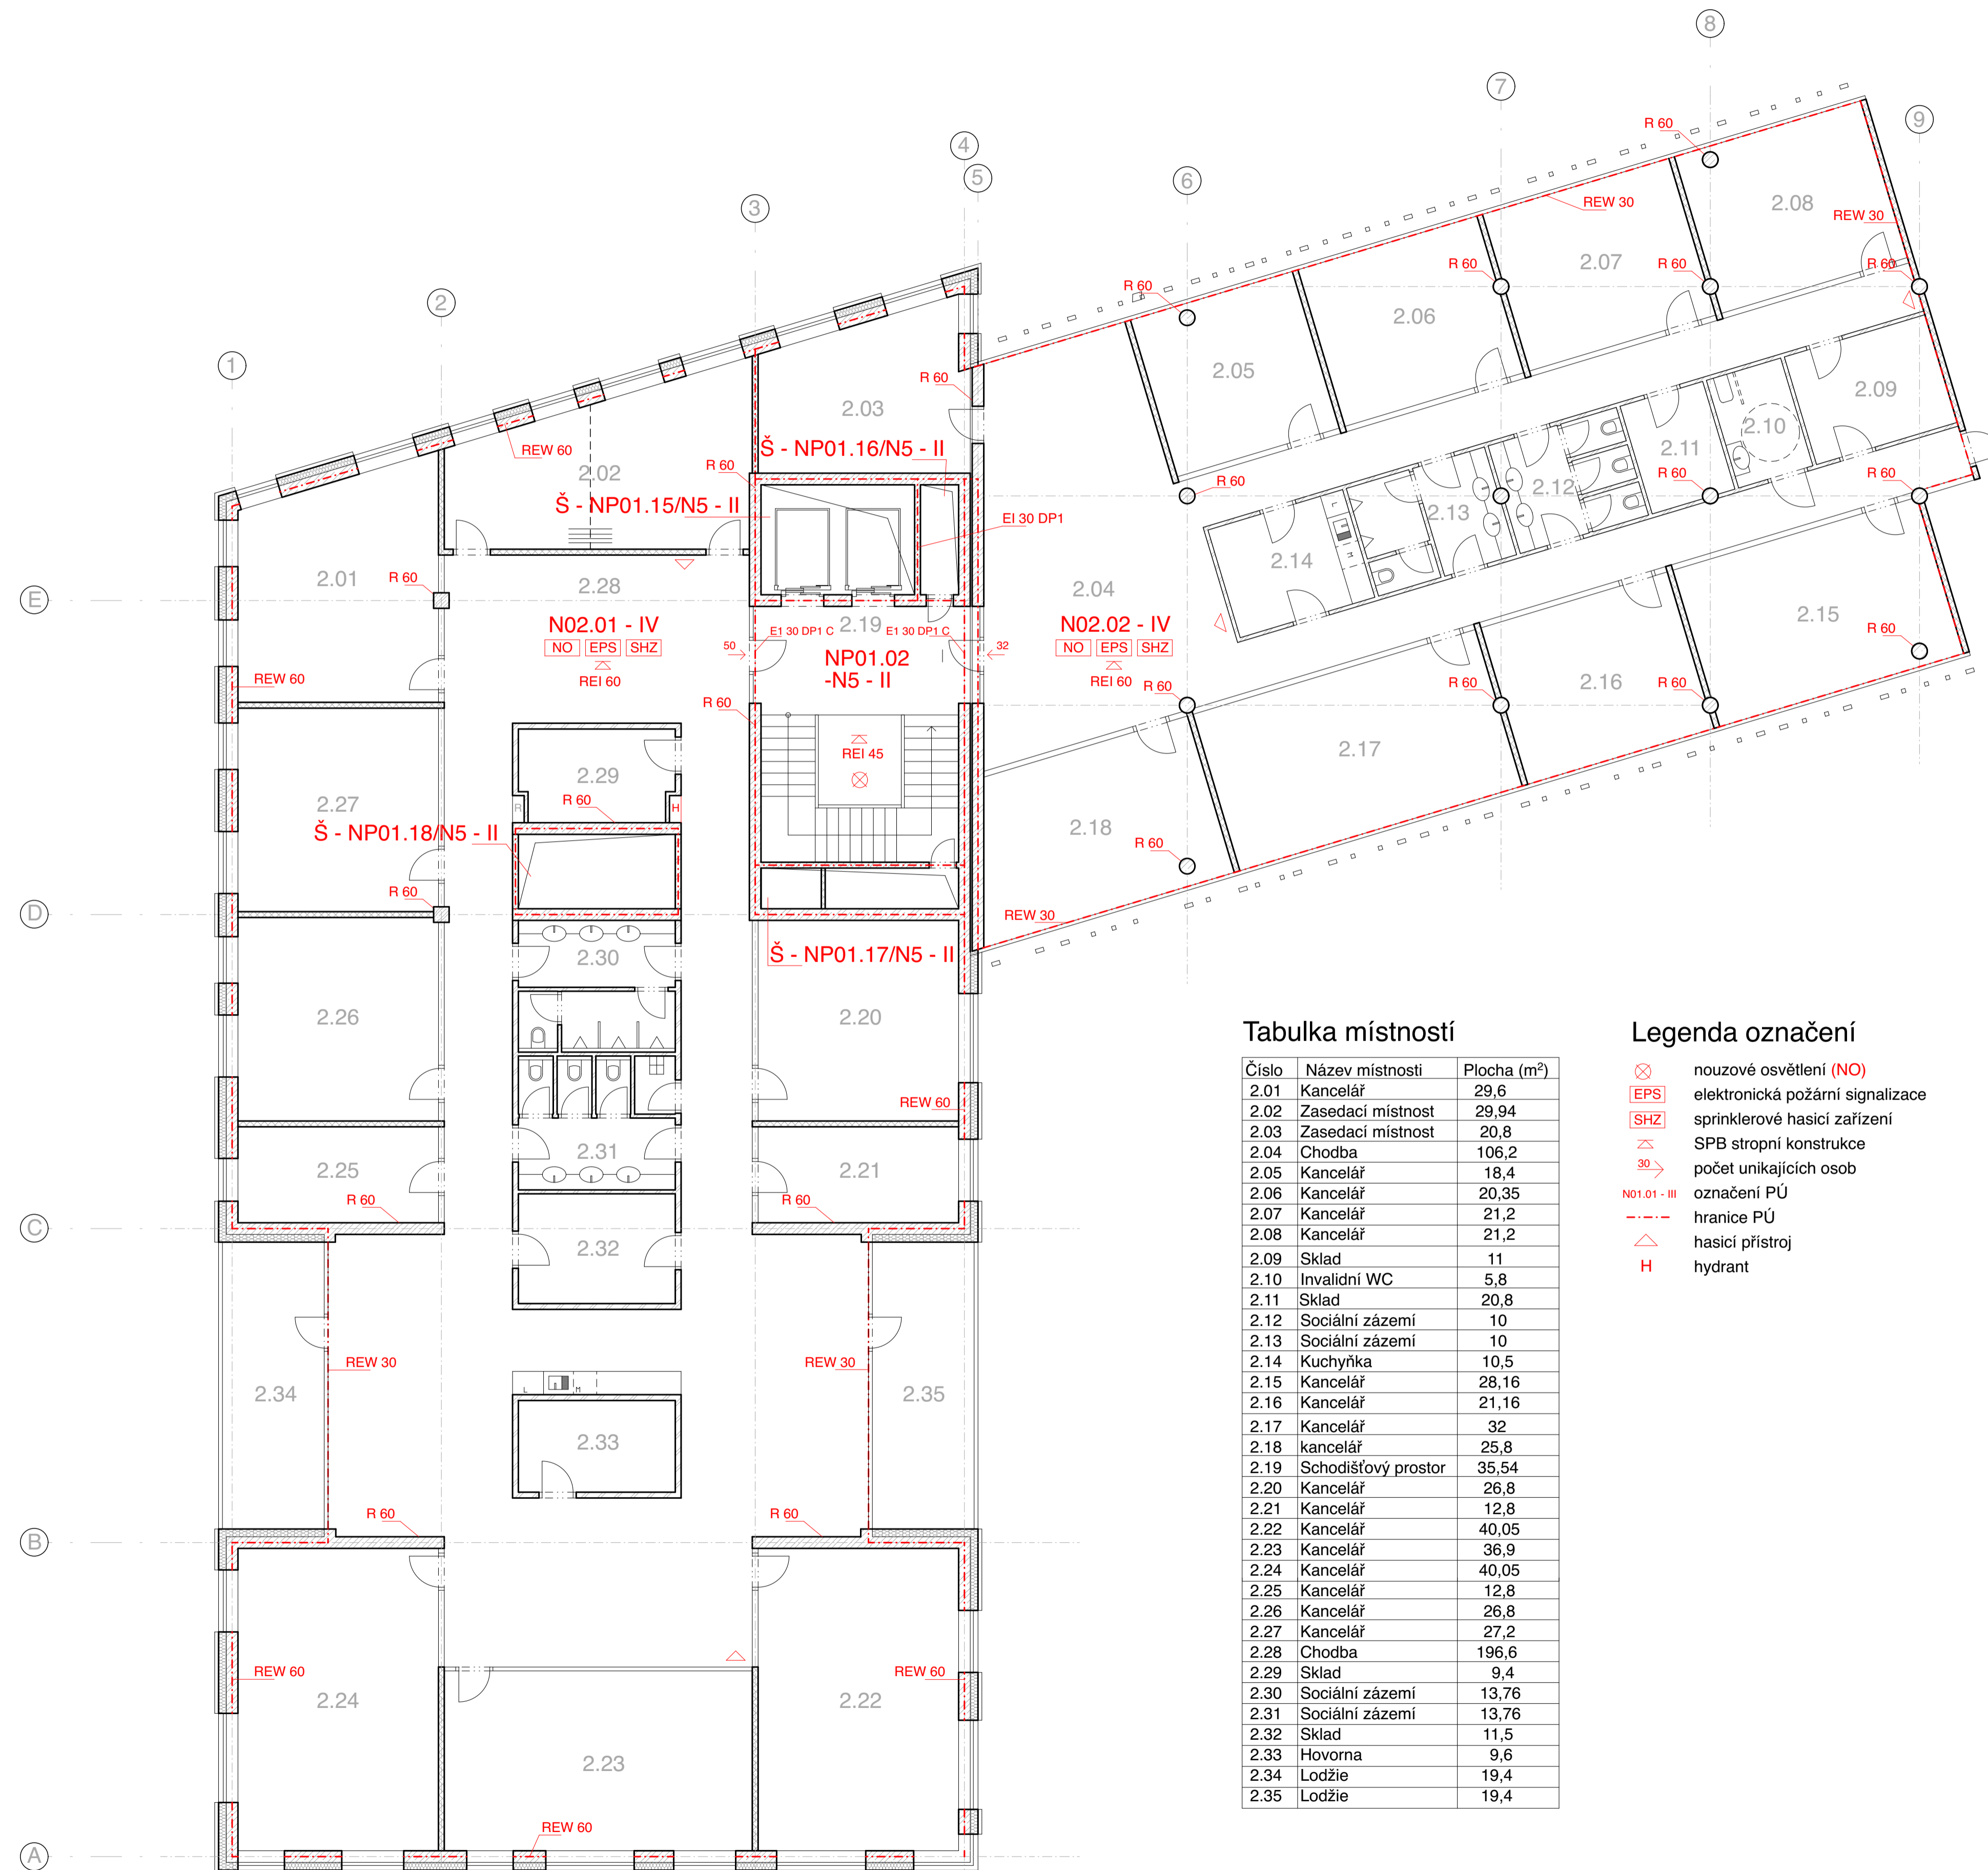 8
7
9
4
5
6
3
2
1
R 60
REW 30
2.08
REW 30
2.07
R 60
R 60
R 60
R 60
2.06
2.05
R 60
2.03
2.09
2.10
2.11
Š - NP01.16/N5 - II
REW 60
2.02
R 60
R 60
R 60
R 60
2.12
Š - NP01.15/N5 - II
EI 30 DP1
2.13
L
M
2.14
2.01
R 60
2.28
2.04
2.15
E
N02.01 - IV
2.19
N02.02 - IV
R 60
NO EPS SHZ
50
E1 30 DP1 C
E1 30 DP1 C
32
NO EPS SHZ
REI 60
NP01.02
-N5 - II
REI 60
R 60
R 60
2.16
R 60
REW 60
R 60
REI 45
2.17
2.29
2.27
R
R 60
H
Š - NP01.18/N5 - II
2.18
R 60
R 60
D
REW 30
Š - NP01.17/N5 - II
2.30
2.26
2.20
REW 60
2.31
2.25
2.21
R 60
R 60
C
2.32
REW 30
REW 30
2.34
L
M
2.35
2.33
R 60
R 60
B
REW 60
REW 60
2.24
2.22
2.23
REW 60
A
Tabulka místností
Číslo Název místnosti Plocha (m²)
2.01 Kancelář 29,6
2.02 Zasedací místnost 29,94
2.03 Zasedací místnost 20,8
2.04 Chodba 106,2
2.05 Kancelář 18,4
2.06 Kancelář 20,35
2.07 Kancelář 21,2
2.08 Kancelář 21,2
2.09 Sklad 11
2.10 Invalidní WC 5,8
2.11 Sklad 20,8
2.12 Sociální zázemí 10
2.13 Sociální zázemí 10
2.14 Kuchyňka 10,5
2.15 Kancelář 28,16
2.16 Kancelář 21,16
2.17 Kancelář 32
2.18 kancelář 25,8
2.19 Schodišťový prostor 35,54
2.20 Kancelář 26,8
2.21 Kancelář 12,8
2.22 Kancelář 40,05
2.23 Kancelář 36,9
2.24 Kancelář 40,05
2.25 Kancelář 12,8
2.26 Kancelář 26,8
2.27 Kancelář 27,2
2.28 Chodba 196,6
2.29 Sklad 9,4
2.30 Sociální zázemí 13,76
2.31 Sociální zázemí 13,76
2.32 Sklad 11,5
2.33 Hovorna 9,6
2.34 Lodžie 19,4
2.35 Lodžie 19,4
Legenda označení
nouzové osvětlení (NO)
EPS elektronická požární signalizace
SHZ sprinklerové hasicí zařízení
SPB stropní konstrukce
30 počet unikajících osob
N01.01 - III označení PÚ
hranice PÚ
hasicí přístroj
H hydrant